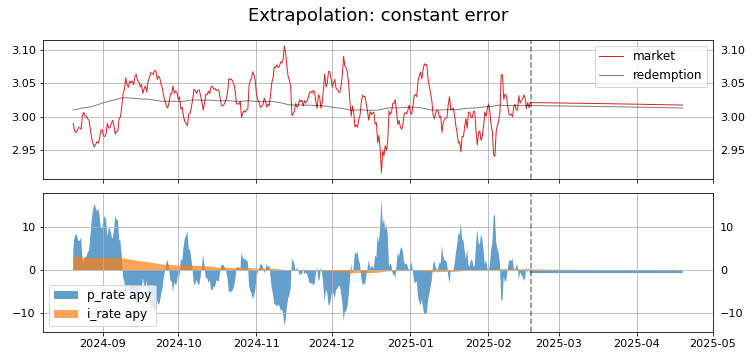 Extrapolation: constant error
3.10
3.05
3.00
2.95
market
redemption
3.10
3.05
3.00
2.95
10
0
−10
p_rate apy
i_rate apy
10
0
−10
2024-09 2024-10 2024-11 2024-12 2025-01 2025-02 2025-03 2025-04 2025-05